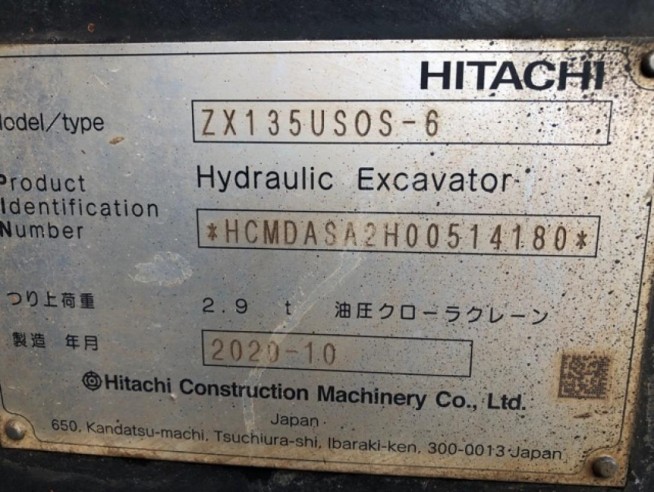 HITACHI
Model/type ZX135USOS-6
Hydraulic Excavator
Product
Identification
Number *HCMDASA2H00514180*
つり上荷重 2.9 t 油圧クローラクレーン
製造 年月 2020-10
Hitachi Construction Machinery Co., Ltd.
Japan
650, Kandatsu-machi, Tsuchiura-shi, Ibaraki-ken, 300-0013 Japan